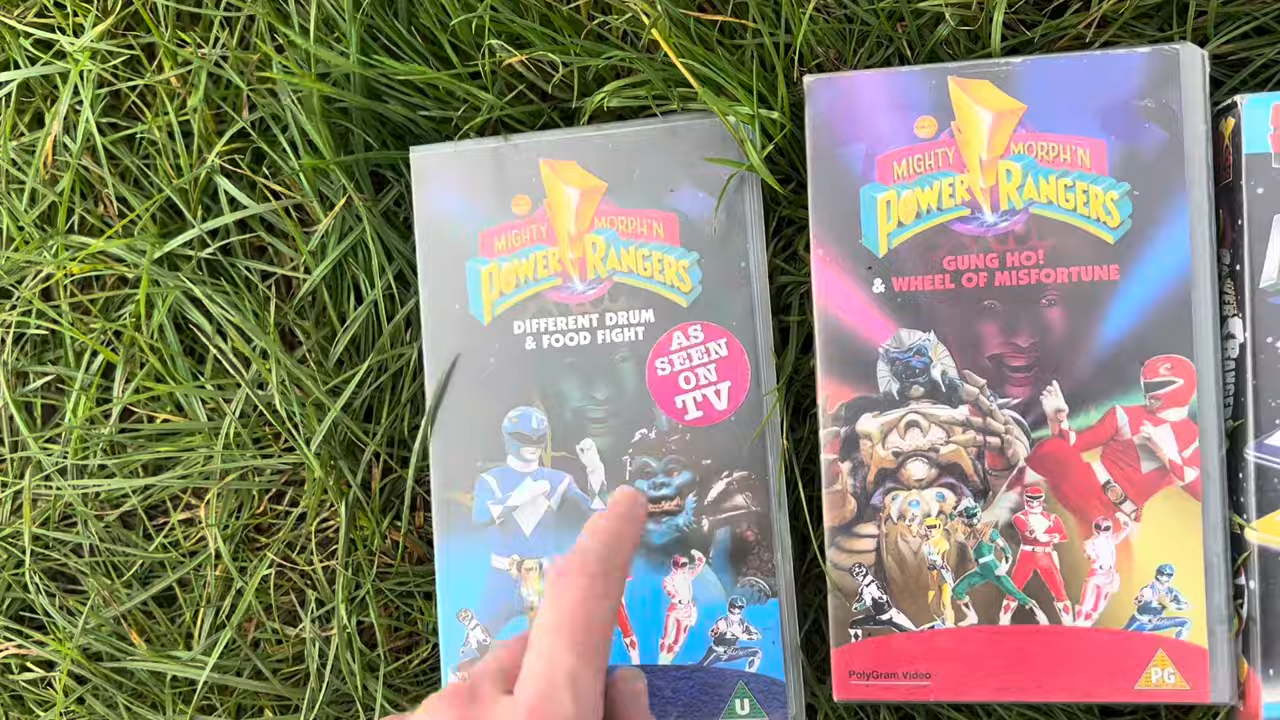 MIGHTY MORPH'N
POWER RANGERS
DIFFERENT DRUM
& FOOD FIGHT
AS
SEEN
ON
TV
U
MIGHTY MORPH'N
POWER RANGERS
GUNG HO!
& WHEEL OF MISFORTUNE
PolyGram Video
PG